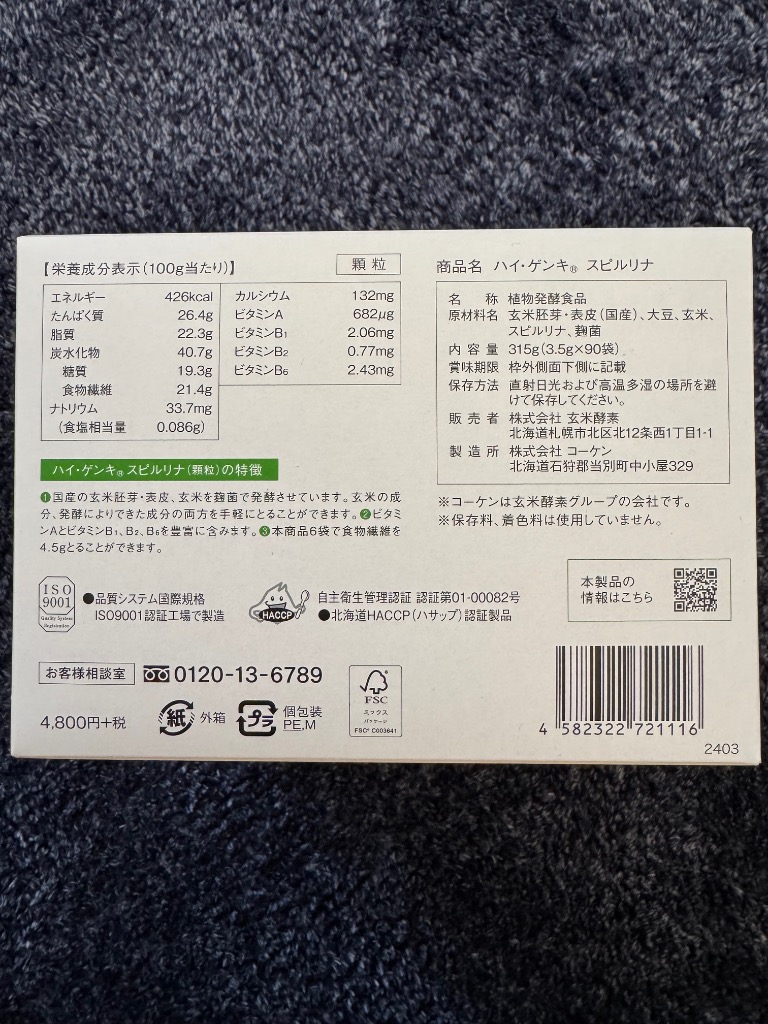 【栄養成分表示(100g当たり)】
顆粒
エネルギー 426kcal
たんぱく質 26.4g
脂質 22.3g
炭水化物 40.7g
糖質 19.3g
食物繊維 21.4g
ナトリウム 33.7mg
(食塩相当量 0.086g)
カルシウム 132mg
ビタミンA 682μg
ビタミンB₁ 2.06mg
ビタミンB₂ 0.77mg
ビタミンB₆ 2.43mg
商品名 ハイ・ゲンキ® スピルリナ
名称 植物発酵食品
原材料名 玄米胚芽・表皮(国産)、大豆、玄米、
スピルリナ、麹菌
内容量 315g(3.5g×90袋)
賞味期限 枠外側面下側に記載
保存方法 直射日光および高温多湿の場所を避
けて保存してください。
販売者 株式会社 玄米酵素
北海道札幌市北区北12条西1丁目1-1
製造所 株式会社 コーケン
北海道石狩郡当別町中小屋329
※コーケンは玄米酵素グループの会社です。
※保存料、着色料は使用していません。
ハイ・ゲンキ® スピルリナ(顆粒)の特徴
❶国産の玄米胚芽・表皮、玄米を麹菌で発酵させています。玄米の成
分、発酵によりできた成分の両方を手軽にとることができます。❷ビタミ
ンAとビタミンB₁、B₂、B₆を豊富に含みます。❸本商品6袋で食物繊維を
4.5gとることができます。
ISO
9001
Quality System
Registration
●品質システム国際規格
ISO9001認証工場で製造
HACCP
自主衛生管理認証 認証第01-00082号
●北海道HACCP(ハサップ)認証製品
本製品の
情報はこちら
お客様相談室 0120-13-6789
4,800円+税
紙 外箱
プラ 個包装
PE,M
FSC
ミックス
パッケージ
FSC® C003641
4 582322 721116
2403